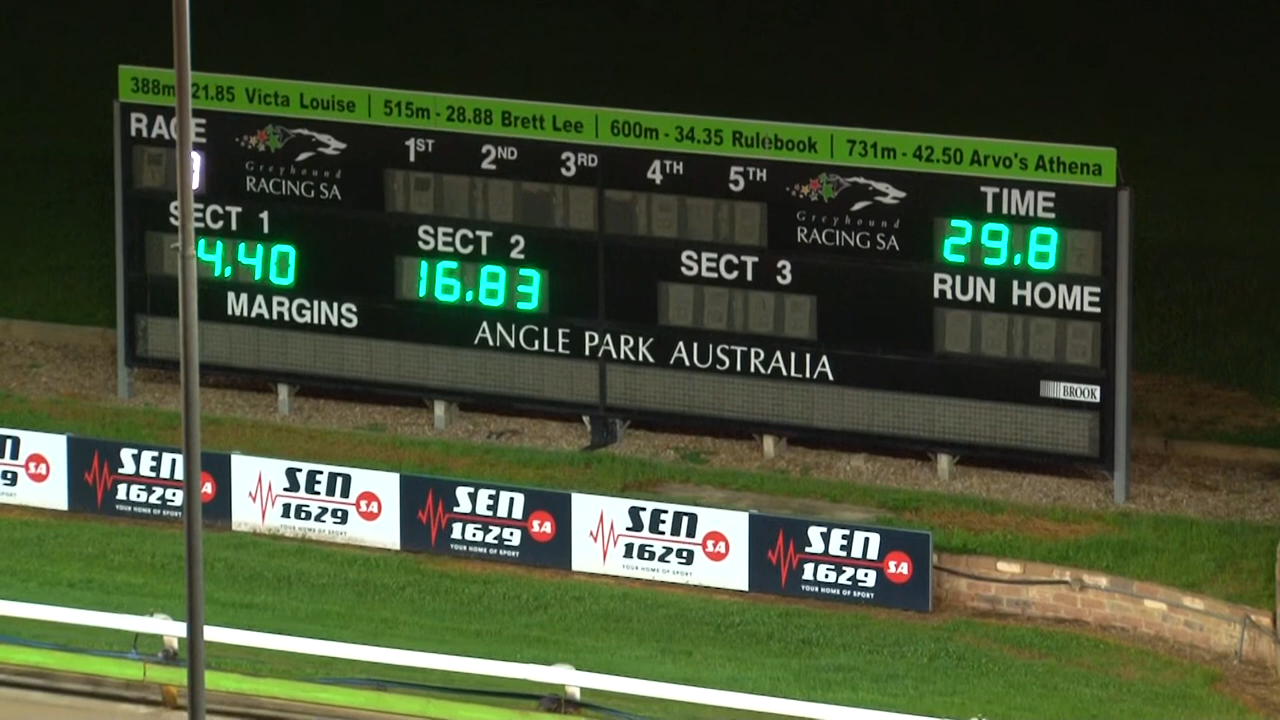 388m 21.85 Victa Louise | 515m - 28.88 Brett Lee | 600m - 34.35 Rulebook | 731m - 42.50 Arvo's Athena
RACE
Greyhound
RACING SA
1ST 2ND 3RD 4TH 5TH
Greyhound
RACING SA
TIME
29.8
SECT 1
4.40
SECT 2
16.83
SECT 3
RUN HOME
MARGINS
ANGLE PARK AUSTRALIA
BROOK
SA
SEN
1629
SA
YOUR HOME OF SPORT
SEN
1629
SA
YOUR HOME OF SPORT
SEN
1629
SA
YOUR HOME OF SPORT
SEN
1629
SA
YOUR HOME OF SPORT
SEN
1629
SA
YOUR HOME OF SPORT